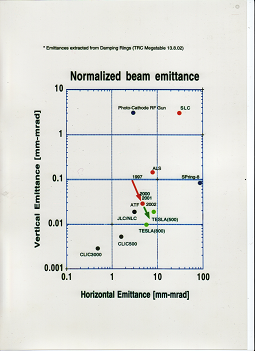 * Emittances extracted from Damping Rings (TRC Megatable 13.8.02)
Normalized beam emittance
Vertical Emittance [mm-mrad]
10
1
0.1
0.01
0.001
Photo-Cathode RF Gun
SLC
ALS
1997
SPring-8
2000
2001
ATF
2002
TESLA(800)
JLC/NLC
TESLA(500)
CLIC500
CLIC3000
0.1
1
10
100
Horizontal Emittance [mm-mrad]